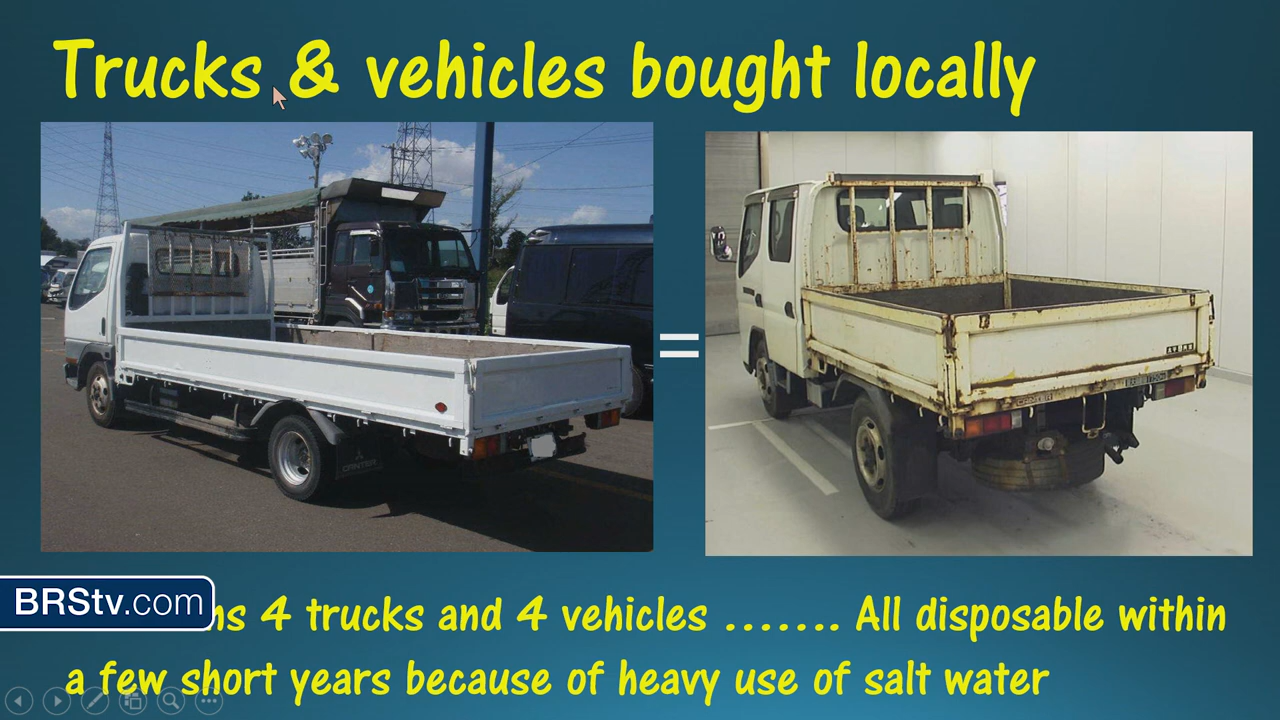 Trucks & vehicles bought locally
CANTER
=
BRStv.com
ns 4 trucks and 4 vehicles ....... All disposable within
a few short years because of heavy use of salt water